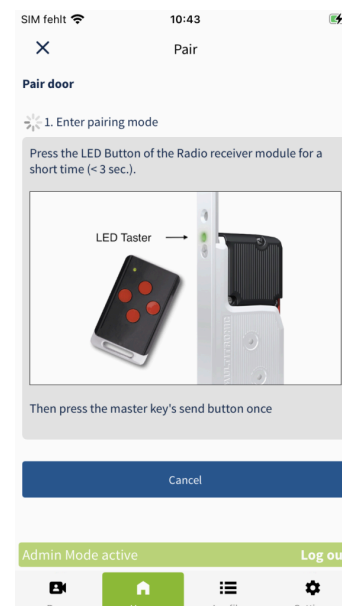 SIM fehlt 10:43
Pair
Pair door
1. Enter pairing mode
Press the LED Button of the Radio receiver module for a
short time (< 3 sec.).
LED Taster
Then press the master key's send button once
Cancel
Admin Mode active Log ou